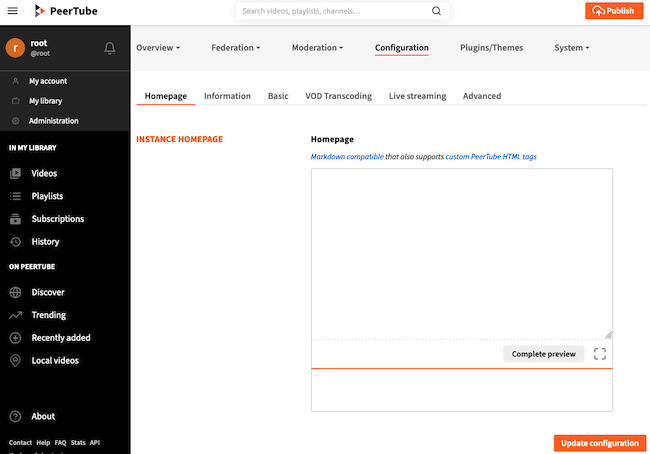 PeerTube
Search videos, playlists, channels…
Publish
r
root
@root
Overview
Federation
Moderation
Configuration
Plugins/Themes
System
My account
My library
Administration
Homepage
Information
Basic
VOD Transcoding
Live streaming
Advanced
IN MY LIBRARY
Videos
Playlists
Subscriptions
History
ON PEERTUBE
Discover
Trending
Recently added
Local videos
About
Contact Help FAQ Stats API
INSTANCE HOMEPAGE
Homepage
Markdown compatible that also supports custom PeerTube HTML tags
Complete preview
Update configuration